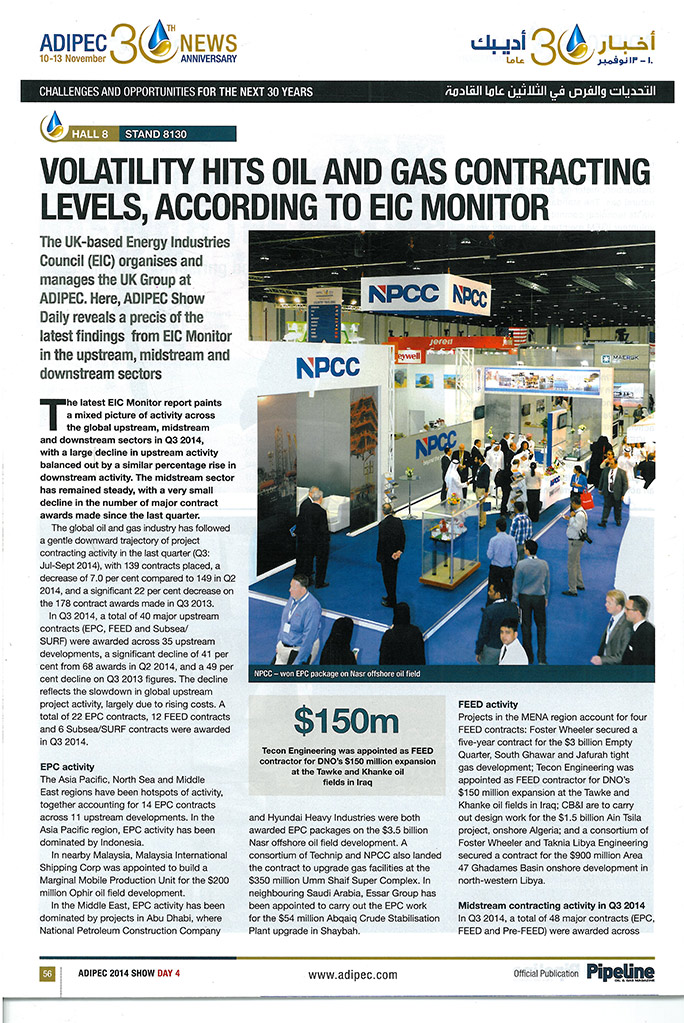 ADIPEC 30TH NEWS
10-13 November ANNIVERSARY
أخبار 30 أديبك
١٠ - ١٣ نوفمبر عاما
CHALLENGES AND OPPORTUNITIES FOR THE NEXT 30 YEARS
التحديات والفرص في الثلاثين عاما القادمة
HALL 8 STAND 8130
VOLATILITY HITS OIL AND GAS CONTRACTING
LEVELS, ACCORDING TO EIC MONITOR
The UK-based Energy Industries
Council (EIC) organises and
manages the UK Group at
ADIPEC. Here, ADIPEC Show
Daily reveals a precis of the
latest findings from EIC Monitor
in the upstream, midstream and
downstream sectors
The latest EIC Monitor report paints
a mixed picture of activity across
the global upstream, midstream
and downstream sectors in Q3 2014,
with a large decline in upstream activity
balanced out by a similar percentage rise in
downstream activity. The midstream sector
has remained steady, with a very small
decline in the number of major contract
awards made since the last quarter.
The global oil and gas industry has followed
a gentle downward trajectory of project
contracting activity in the last quarter (Q3:
Jul-Sept 2014), with 139 contracts placed, a
decrease of 7.0 per cent compared to 149 in Q2
2014, and a significant 22 per cent decrease on
the 178 contract awards made in Q3 2013.
In Q3 2014, a total of 40 major upstream
contracts (EPC, FEED and Subsea/
SURF) were awarded across 35 upstream
developments, a significant decline of 41 per
cent from 68 awards in Q2 2014, and a 49 per
cent decline on Q3 2013 figures. The decline
reflects the slowdown in global upstream
project activity, largely due to rising costs. A
total of 22 EPC contracts, 12 FEED contracts
and 6 Subsea/SURF contracts were awarded
in Q3 2014.
EPC activity
The Asia Pacific, North Sea and Middle
East regions have been hotspots of activity,
together accounting for 14 EPC contracts
across 11 upstream developments. In the
Asia Pacific region, EPC activity has been
dominated by Indonesia.
In nearby Malaysia, Malaysia International
Shipping Corp was appointed to build a
Marginal Mobile Production Unit for the $200
million Ophir oil field development.
In the Middle East, EPC activity has been
dominated by projects in Abu Dhabi, where
National Petroleum Construction Company
NPCC
NPCC
NPCC
NPCC
NPCC
jereh
Honeywell
MAERSK
NPCC – won EPC package on Nasr offshore oil field
$150m
Tecon Engineering was appointed as FEED
contractor for DNO's $150 million expansion
at the Tawke and Khanke oil
fields in Iraq
and Hyundai Heavy Industries were both
awarded EPC packages on the $3.5 billion
Nasr offshore oil field development. A
consortium of Technip and NPCC also landed
the contract to upgrade gas facilities at the
$350 million Umm Shaif Super Complex. In
neighbouring Saudi Arabia, Essar Group has
been appointed to carry out the EPC work
for the $54 million Abqaiq Crude Stabilisation
Plant upgrade in Shaybah.
FEED activity
Projects in the MENA region account for four
FEED contracts: Foster Wheeler secured a
five-year contract for the $3 billion Empty
Quarter, South Ghawar and Jafurah tight
gas development; Tecon Engineering was
appointed as FEED contractor for DNO's
$150 million expansion at the Tawke and
Khanke oil fields in Iraq; CB&I are to carry
out design work for the $1.5 billion Ain Tsila
project, onshore Algeria; and a consortium of
Foster Wheeler and Taknia Libya Engineering
secured a contract for the $900 million Area
47 Ghadames Basin onshore development in
north-western Libya.
Midstream contracting activity in Q3 2014
In Q3 2014, a total of 48 major contracts (EPC,
FEED and Pre-FEED) were awarded across
56 ADIPEC 2014 SHOW DAY 4
www.adipec.com
Official Publication Pipeline
OIL & GAS MAGAZINE